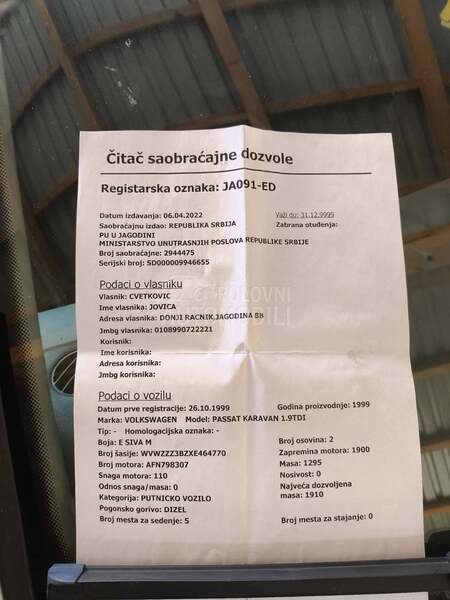 Čitač saobraćajne dozvole
Registarska oznaka: JA091-ED
Datum izdavanja: 06.04.2022 Važi do: 31.12.9999
Saobraćajnu izdao: REPUBLIKA SRBIJA Zabrana otuđenja:
PU U JAGODINI
MINISTARSTVO UNUTRASNJIH POSLOVA REPUBLIKE SRBIJE
Broj saobraćajne: 2944475
Serijski broj: SD000009946655
Podaci o vlasniku
Vlasnik: CVETKOVIC
Ime vlasnika: JOVICA
Adresa vlasnika: DONJI RACNIK,JAGODINA BB
Jmbg vlasnika: 0108990722221
Korisnik:
Ime korisnika:
Adresa korisnika:
Jmbg korisnika:
Podaci o vozilu
Datum prve registracije: 26.10.1999 Godina proizvodnje: 1999
Marka: VOLKSWAGEN Model: PASSAT KARAVAN 1.9TDI
Tip: - Homologacijska oznaka: -
Boja: E SIVA M Broj osovina: 2
Broj šasije: WVWZZZ3BZXE464770 Zapremina motora: 1900
Broj motora: AFN798307 Masa: 1295
Snaga motora: 110 Nosivost: 0
Odnos snaga/masa: 0 Najveća dozvoljena
Kategorija: PUTNICKO VOZILO masa: 1910
Pogonsko gorivo: DIZEL
Broj mesta za sedenje: 5 Broj mesta za stajanje: 0